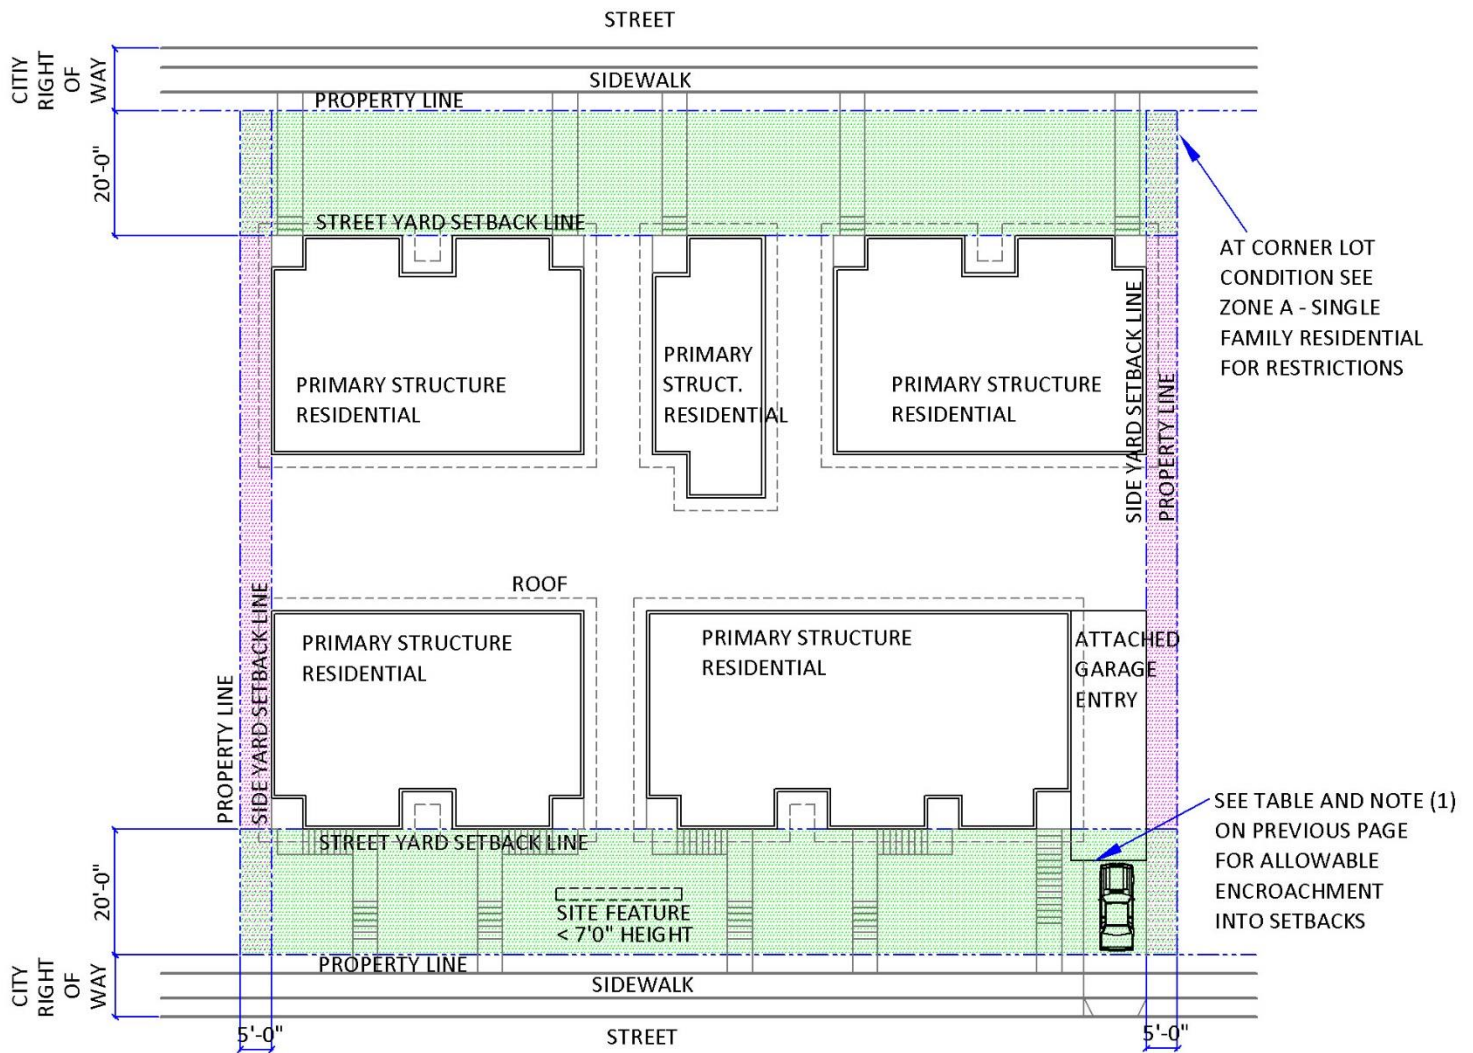 STREET
CITIY
RIGHT
OF
WAY
SIDEWALK
PROPERTY LINE
20'-0"
STREET YARD SETBACK LINE
AT CORNER LOT
CONDITION SEE
ZONE A - SINGLE
FAMILY RESIDENTIAL
FOR RESTRICTIONS
PRIMARY STRUCTURE
RESIDENTIAL
PRIMARY
STRUCT.
RESIDENTIAL
PRIMARY STRUCTURE
RESIDENTIAL
SIDE YARD SETBACK LINE
PROPERTY LINE
ROOF
PRIMARY STRUCTURE
RESIDENTIAL
PRIMARY STRUCTURE
RESIDENTIAL
ATTACHED
GARAGE
ENTRY
PROPERTY LINE
SIDE YARD SETBACK LINE
SEE TABLE AND NOTE (1)
ON PREVIOUS PAGE
FOR ALLOWABLE
ENCROACHMENT
INTO SETBACKS
STREET YARD SETBACK LINE
20'-0"
SITE FEATURE
< 7'0" HEIGHT
PROPERTY LINE
CITY
RIGHT
OF
WAY
SIDEWALK
5'-0"
STREET
5'-0"